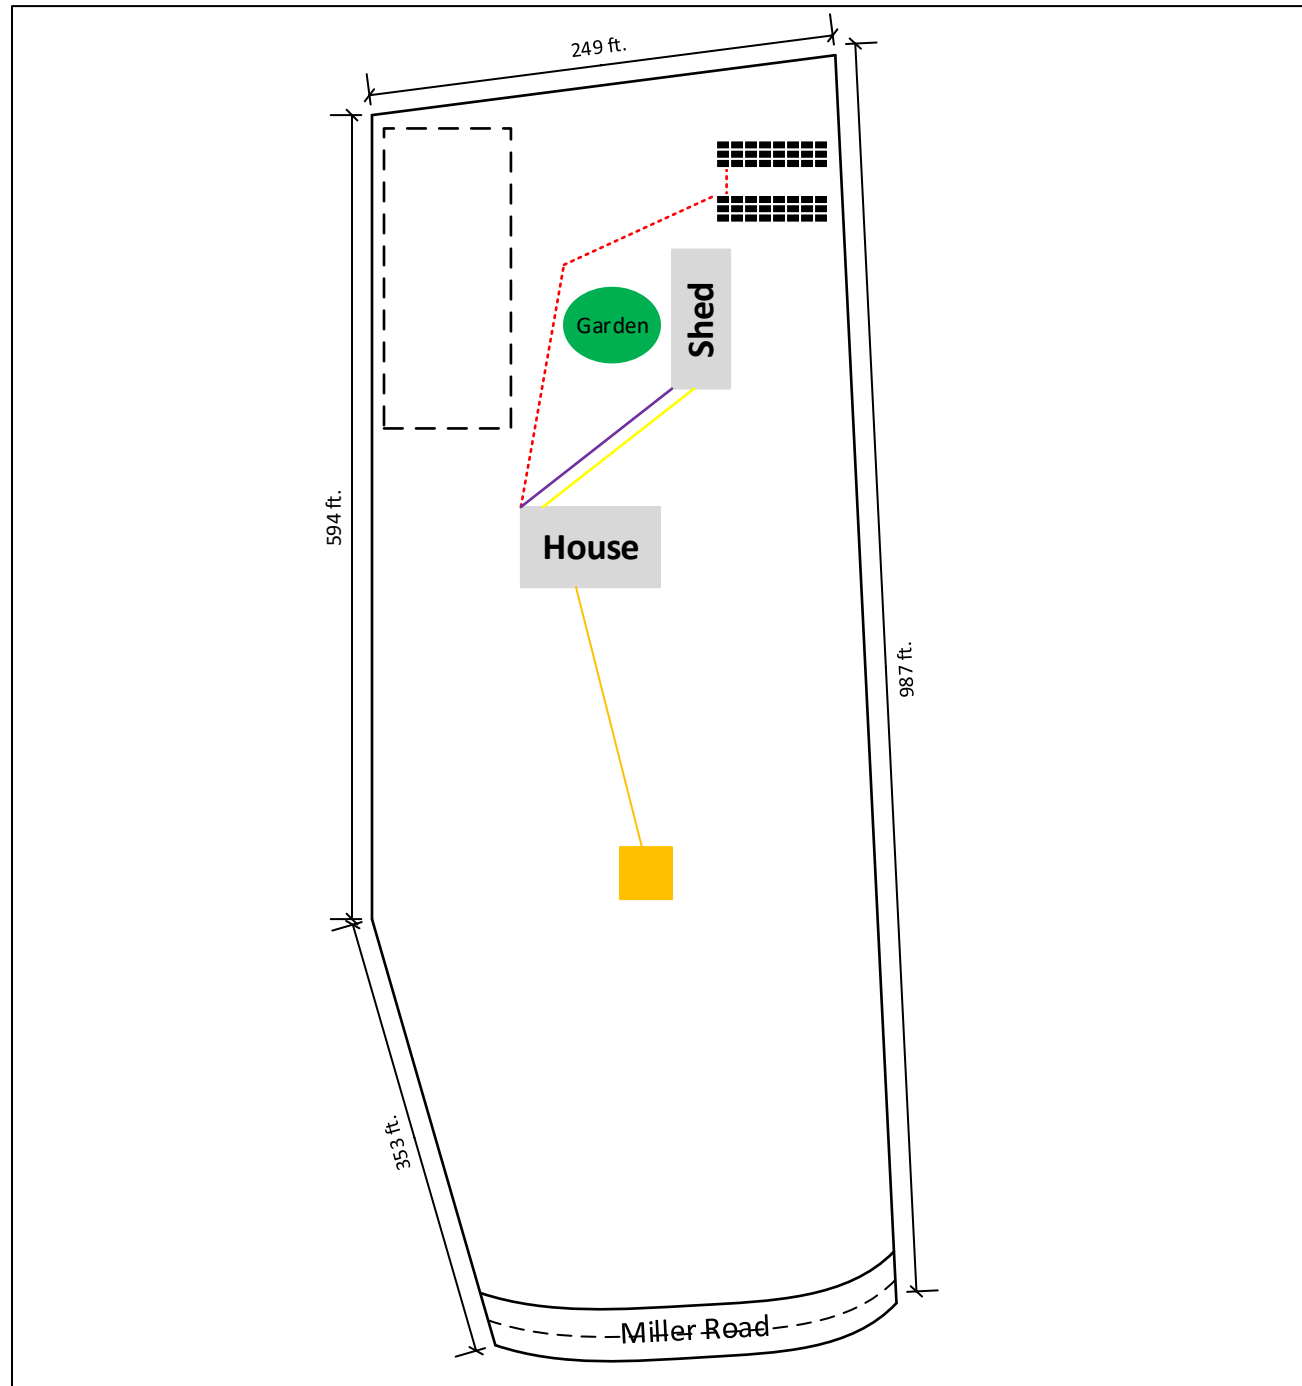 249 ft.
Garden
Shed
594 ft.
House
987 ft.
353 ft.
Miller Road